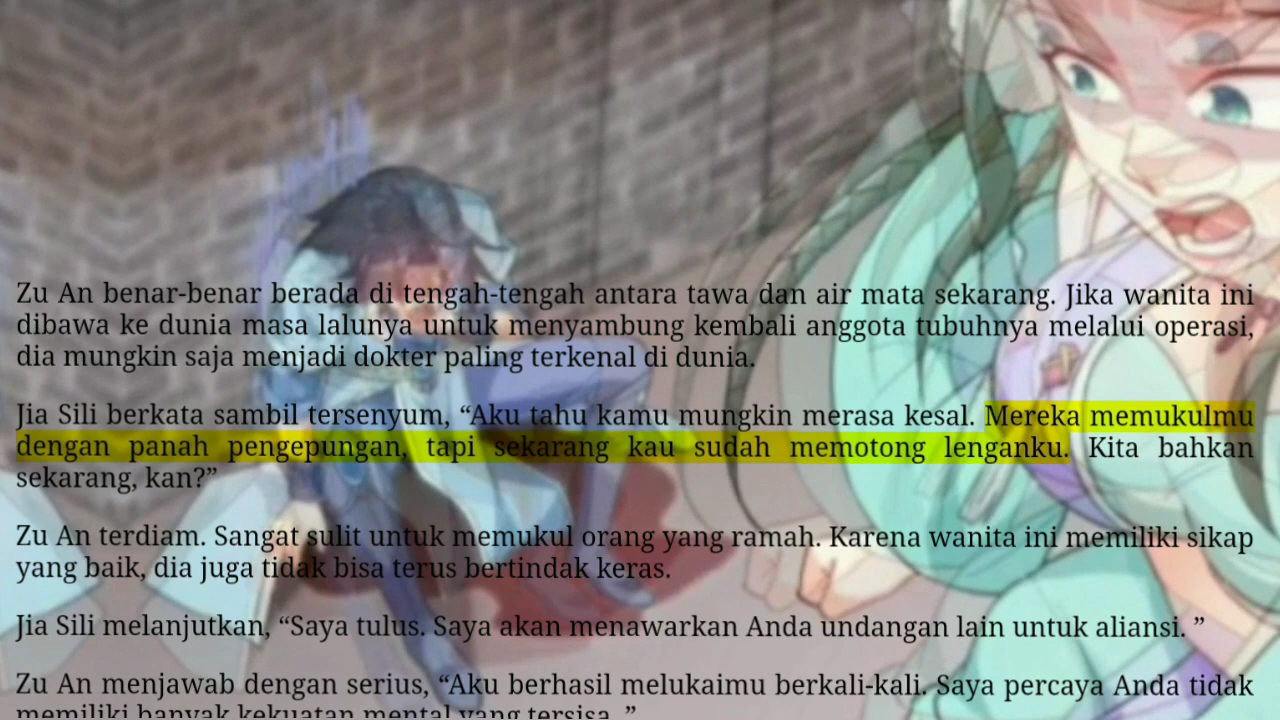 Zu An benar-benar berada di tengah-tengah antara tawa dan air mata sekarang. Jika wanita ini
dibawa ke dunia masa lalunya untuk menyambung kembali anggota tubuhnya melalui operasi,
dia mungkin saja menjadi dokter paling terkenal di dunia.
Jia Sili berkata sambil tersenyum, “Aku tahu kamu mungkin merasa kesal. Mereka memukulmu
dengan panah pengepungan, tapi sekarang kau sudah memotong lenganku. Kita bahkan
sekarang, kan?”
Zu An terdiam. Sangat sulit untuk memukul orang yang ramah. Karena wanita ini memiliki sikap
yang baik, dia juga tidak bisa terus bertindak keras.
Jia Sili melanjutkan, “Saya tulus. Saya akan menawarkan Anda undangan lain untuk aliansi. ”
Zu An menjawab dengan serius, “Aku berhasil melukaimu berkali-kali. Saya percaya Anda tidak
memiliki banyak kekuatan mental yang tersisa. ”